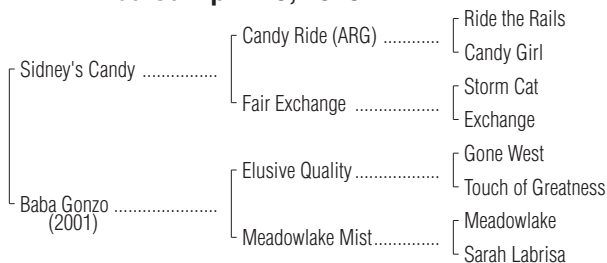 Ride the Rails
Candy Ride (ARG) ............
Candy Girl
Sidney's Candy ................
Storm Cat
Fair Exchange ..................
Exchange
Gone West
Elusive Quality ..................
Touch of Greatness
Baba Gonzo ......................
(2001)
Meadowlake
Meadowlake Mist..............
Sarah Labrisa